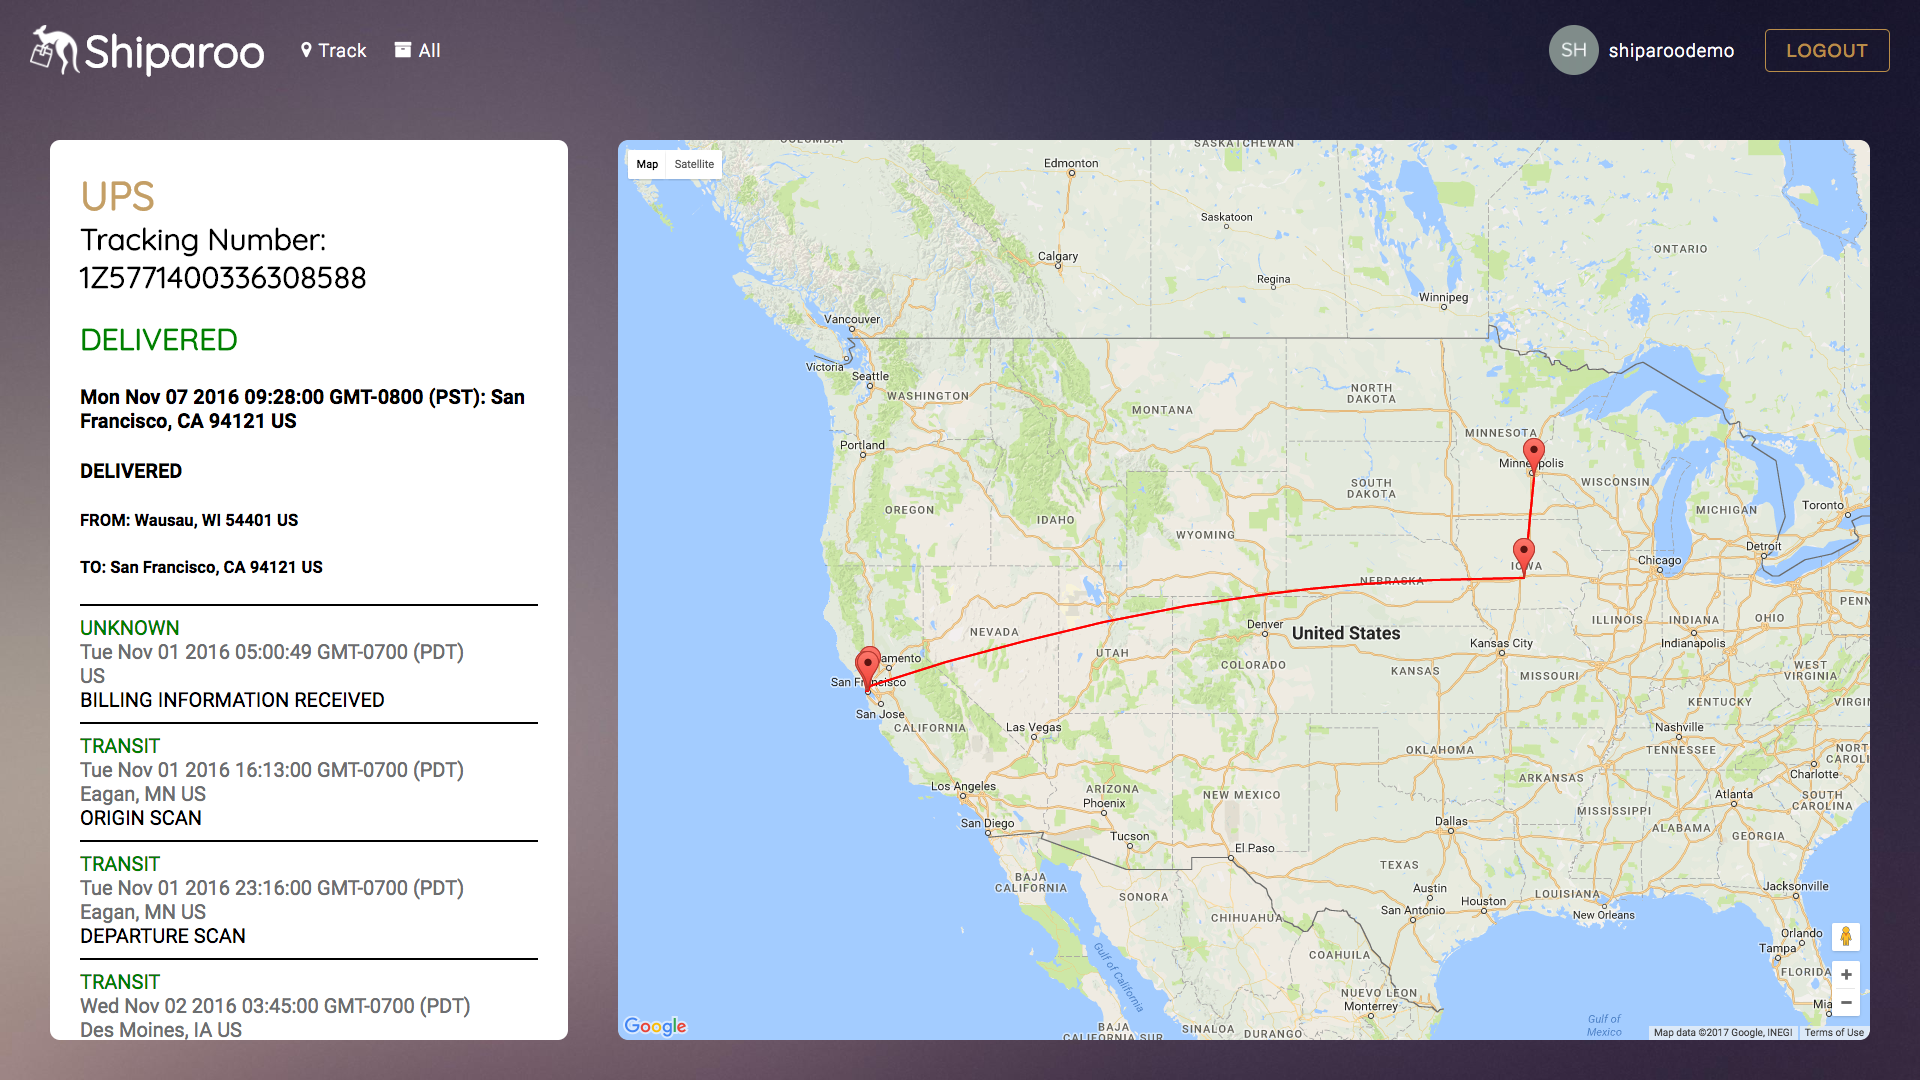 Shiparoo
Track
All
SH
shiparoodemo
LOGOUT
UPS
Tracking Number:
1Z5771400336308588
DELIVERED
Mon Nov 07 2016 09:28:00 GMT-0800 (PST): San
Francisco, CA 94121 US
DELIVERED
FROM: Wausau, WI 54401 US
TO: San Francisco, CA 94121 US
UNKNOWN
Tue Nov 01 2016 05:00:49 GMT-0700 (PDT)
US
BILLING INFORMATION RECEIVED
TRANSIT
Tue Nov 01 2016 16:13:00 GMT-0700 (PDT)
Eagan, MN US
ORIGIN SCAN
TRANSIT
Tue Nov 01 2016 23:16:00 GMT-0700 (PDT)
Eagan, MN US
DEPARTURE SCAN
TRANSIT
Wed Nov 02 2016 03:45:00 GMT-0700 (PDT)
Des Moines, IA US
Map
Satellite
SASKATCHEWAN
Edmonton
Saskatoon
ONTARIO
Calgary
Regina
Winnipeg
Vancouver
Victoria
Seattle
WASHINGTON
NORTH
DAKOTA
MONTANA
MINNESOTA
Portland
WISCONSIN
SOUTH
DAKOTA
OREGON
IDAHO
MICHIGAN
Toronto
WYOMING
Detroit
Chicago
IOWA
NEBRASKA
PENN
ILLINOIS
INDIANA
OHIO
Denver
United States
NEVADA
Kansas City
Indianapolis
UTAH
COLORADO
KANSAS
MISSOURI
WEST
VIRGINIA
San Francisco
San Jose
CALIFORNIA
KENTUCKY
VIRGIN
Las Vegas
Nashville
OKLAHOMA
TENNESSEE
NORT
CAROLI
Charlotte
ARKANSAS
Los Angeles
ARIZONA
Phoenix
NEW MEXICO
Atlanta
SOUTH
CAROLINA
MISSISSIPPI
San Diego
Dallas
ALABAMA
GEORGIA
Tucson
El Paso
TEXAS
BAJA
CALIFORNIA
SONORA
Austin
LOUISIANA
Jacksonville
Houston
San Antonio
New Orleans
CHIHUAHUA
Orlando
Tampa
COAHUILA
FLORIDA
Gulf of California
NUEVO LEON
Monterrey
Mia
Gulf of
Mexico
BAJA
CALIFORNIA SUR
SINALOA
DURANGO
Google
Map data ©2017 Google, INEGI
Terms of Use